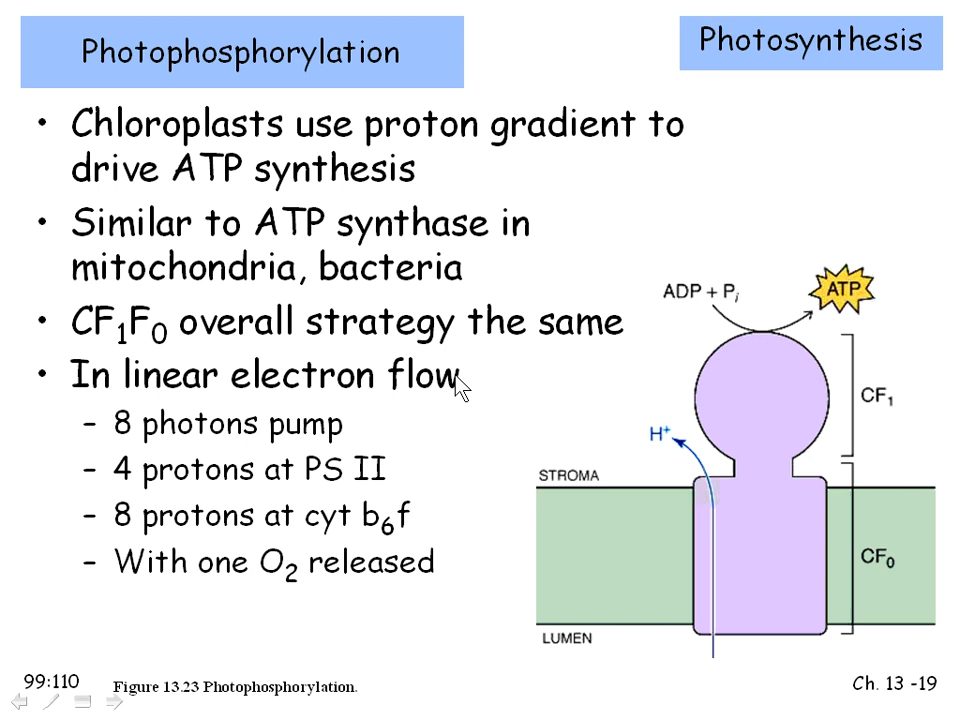 Photophosphorylation
Photosynthesis
• Chloroplasts use proton gradient to
drive ATP synthesis
• Similar to ATP synthase in
mitochondria, bacteria
• CF₁F₀ overall strategy the same
• In linear electron flow
– 8 photons pump
– 4 protons at PS II
– 8 protons at cyt b₆f
– With one O₂ released
ADP + Pᵢ
ATP
CF₁
H⁺
STROMA
CF₀
LUMEN
99:110
Figure 13.23 Photophosphorylation.
Ch. 13 -19